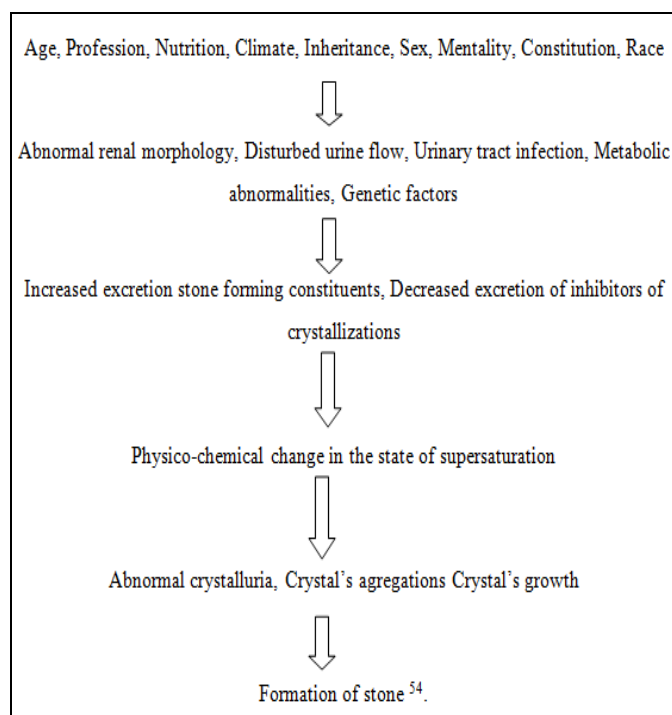 Age, Profession, Nutrition, Climate, Inheritance, Sex, Mentality, Constitution, Race
Abnormal renal morphology, Disturbed urine flow, Urinary tract infection, Metabolic
abnormalities, Genetic factors
Increased excretion stone forming constituents, Decreased excretion of inhibitors of
crystallizations
Physico-chemical change in the state of supersaturation
Abnormal crystalluria, Crystal's agregations Crystal's growth
Formation of stone 54.